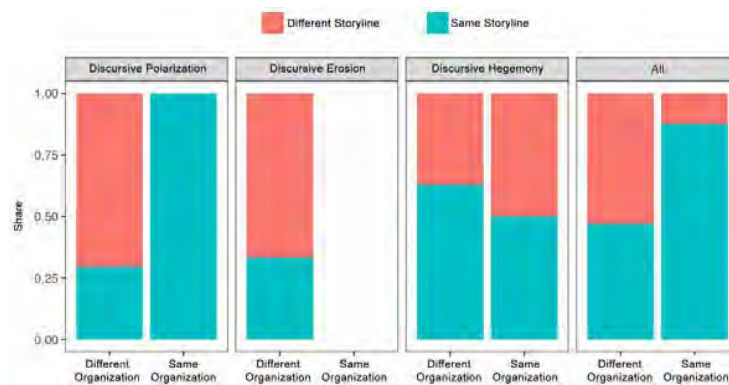 Different Storyline Same Storyline
Discursive Polarization Discursive Erosion Discursive Hegemony All
1.00
0.75
0.50
0.25
0.00
Share
Different Same Different Same Different Same Different Same
Organization Organization Organization Organization Organization Organization Organization Organization